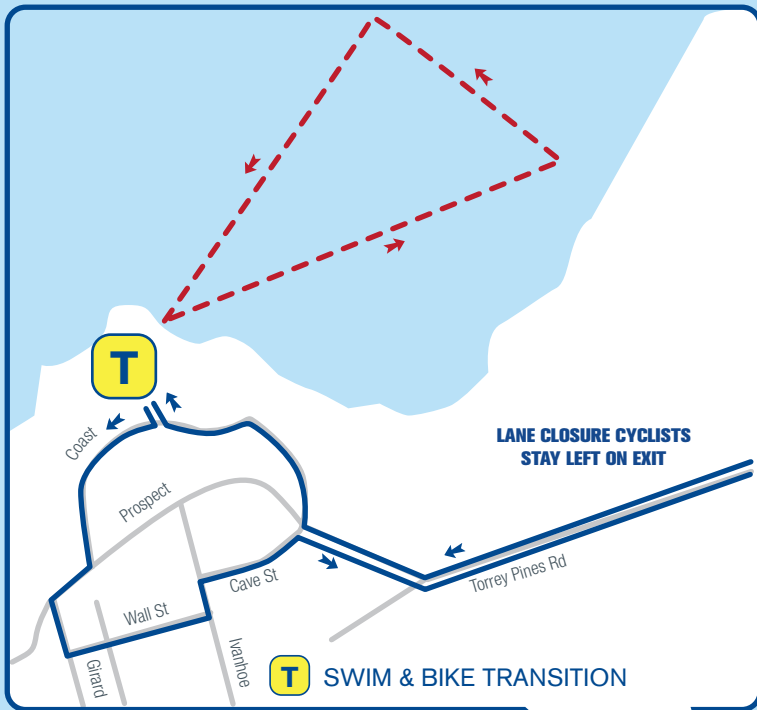 T
Coast
LANE CLOSURE CYCLISTS
STAY LEFT ON EXIT
Prospect
Cave St
Torrey Pines Rd
Wall St
Ivanhoe
Girard
T SWIM & BIKE TRANSITION